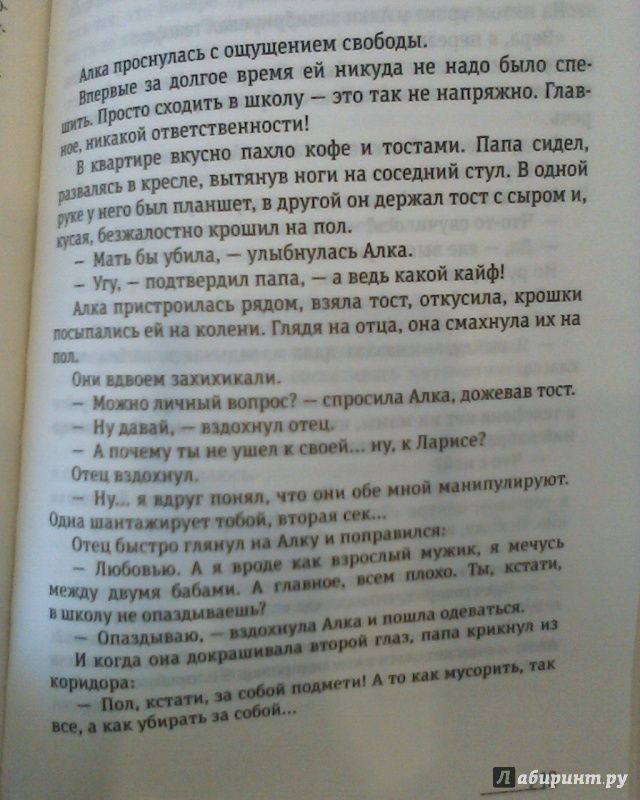 Алка проснулась с ощущением свободы.
Впервые за долгое время ей никуда не надо было спе-
шить. Просто сходить в школу — это так не напряжно. Глав-
ное, никакой ответственности!
В квартире вкусно пахло кофе и тостами. Папа сидел,
развалясь в кресле, вытянув ноги на соседний стул. В одной
руке у него был планшет, в другой он держал тост с сыром и,
кусая, безжалостно крошил на пол.
— Мать бы убила, — улыбнулась Алка.
— Угу, — подтвердил папа, — а ведь какой кайф!
Алка пристроилась рядом, взяла тост, откусила, крошки
посыпались ей на колени. Глядя на отца, она смахнула их на
пол.
Они вдвоем захихикали.
— Можно личный вопрос? — спросила Алка, дожевав тост.
— Ну давай, — вздохнул отец.
— А почему ты не ушел к своей... ну, к Ларисе?
Отец вздохнул.
— Ну... я вдруг понял, что они обе мной манипулируют.
Одна шантажирует тобой, вторая сек...
Отец быстро глянул на Алку и поправился:
— Любовью. А я вроде как взрослый мужик, я мечусь
между двумя бабами. А главное, всем плохо. Ты, кстати,
в школу не опаздываешь?
— Опаздываю, — вздохнула Алка и пошла одеваться.
И когда она докрашивала второй глаз, папа крикнул из
коридора:
— Пол, кстати, за собой подмети! А то как мусорить, так
все, а как убирать за собой...
Лабиринт.ру